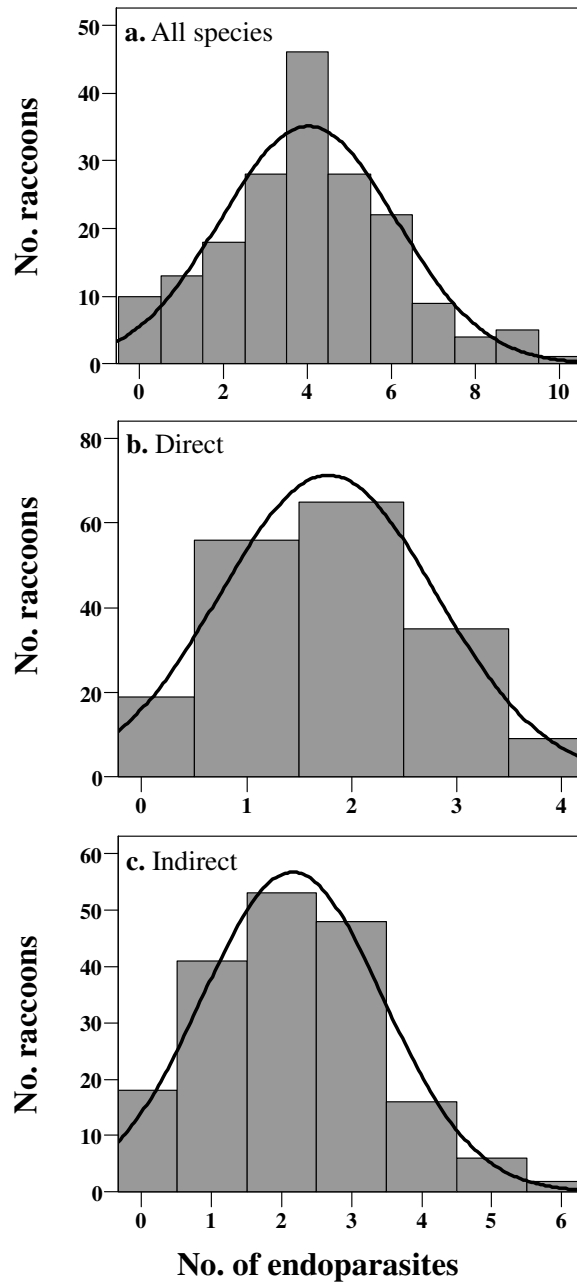 a. All species
50
40
30
20
10
0
No. raccoons
0 2 4 6 8 10
b. Direct
80
60
40
20
0
No. raccoons
0 1 2 3 4
c. Indirect
60
50
40
30
20
10
0
No. raccoons
0 1 2 3 4 5 6
No. of endoparasites